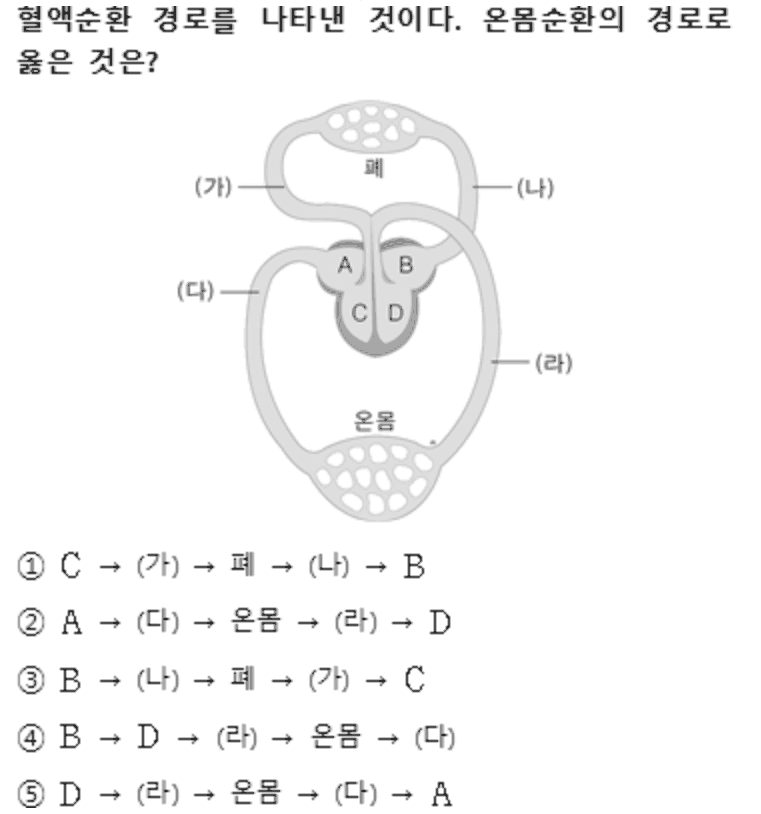 혈액순환 경로를 나타낸 것이다. 온몸순환의 경로로
옳은 것은?
폐
(가)
(나)
A
B
(다)
C
D
(라)
온몸
① C → (가) → 폐 → (나) → B
② A → (다) → 온몸 → (라) → D
③ B → (나) → 폐 → (가) → C
④ B → D → (라) → 온몸 → (다)
⑤ D → (라) → 온몸 → (다) → A